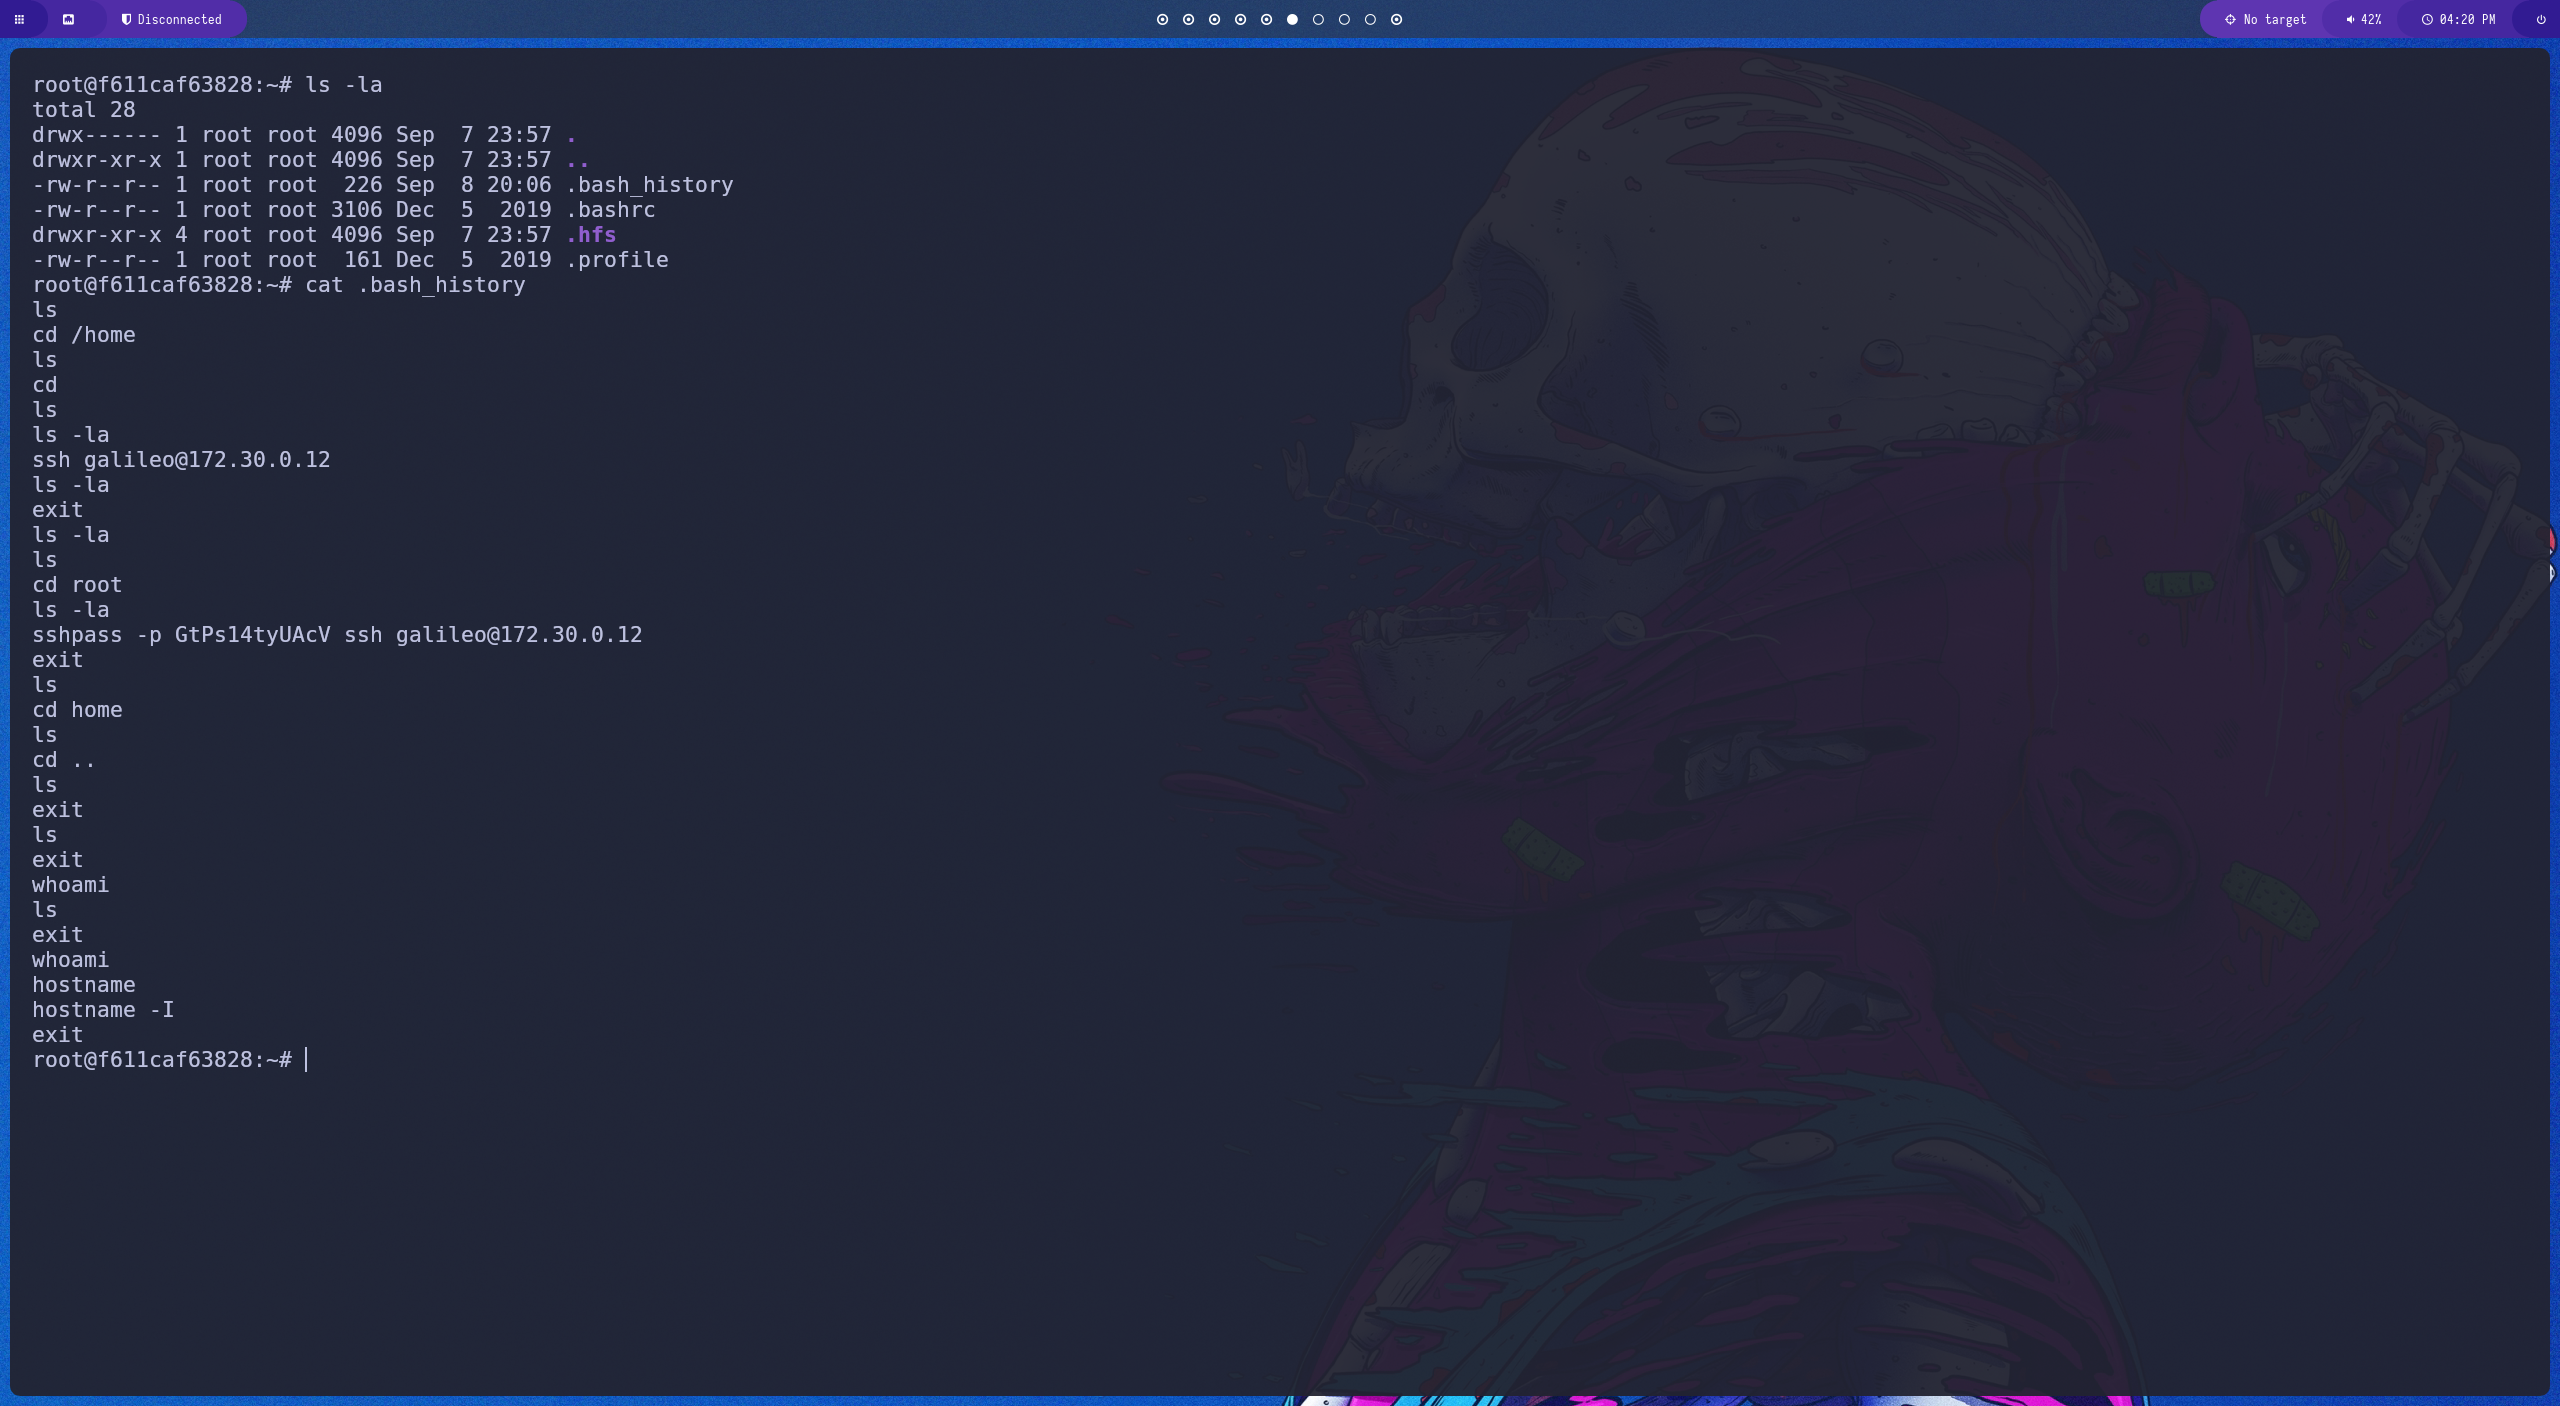 Disconnected
No target
42%
04:20 PM
root@f611caf63828:~# ls -la
total 28
drwx------ 1 root root 4096 Sep  7 23:57 .
drwxr-xr-x 1 root root 4096 Sep  7 23:57 ..
-rw-r--r-- 1 root root  226 Sep  8 20:06 .bash_history
-rw-r--r-- 1 root root 3106 Dec  5  2019 .bashrc
drwxr-xr-x 4 root root 4096 Sep  7 23:57 .hfs
-rw-r--r-- 1 root root  161 Dec  5  2019 .profile
root@f611caf63828:~# cat .bash_history
ls
cd /home
ls
cd
ls
ls -la
ssh galileo@172.30.0.12
ls -la
exit
ls -la
ls
cd root
ls -la
sshpass -p GtPs14tyUAcV ssh galileo@172.30.0.12
exit
ls
cd home
ls
cd ..
ls
exit
ls
exit
whoami
ls
exit
whoami
hostname
hostname -I
exit
root@f611caf63828:~#